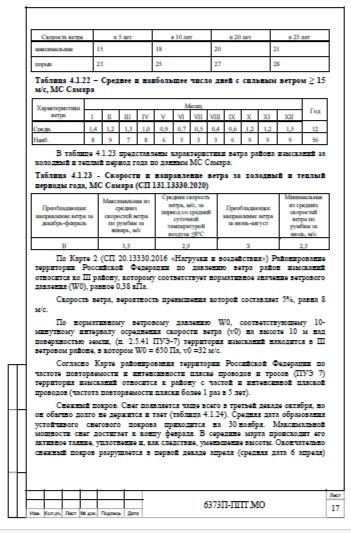 Скорость ветра в 5 лет в 10 лет в 20 лет в 25 лет
максимальная 15 18 20 21
порыв 23 25 27 28
Таблица 4.1.22 – Среднее и наибольшее число дней с сильным ветром ≥ 15
м/с, МС Самара
Характеристика ветра Месяц Год
I II III IV V VI VII VIII IX X XI XII
Средн. 1,4 1,2 1,3 1,0 0,9 0,7 0,5 0,4 0,6 1,2 1,2 1,5 12
Наиб. 8 9 7 8 6 5 5 3 6 9 9 9 56
В таблице 4.1.23 представлены характеристики ветра района изысканий за
холодный и теплый период года по данным МС Самара.
Таблица 4.1.23 - Скорости и направление ветра за холодный и теплый
периоды года, МС Самара (СП 131.13330.2020)
Преобладающее направление ветра за декабрь-февраль
Максимальная из средних скоростей ветра по румбам за январь, м/с
Средняя скорость ветра, м/с, за период со средней суточной температурой воздуха ≤8°С
Преобладающее направление ветра за июнь-август
Минимальная из средних скоростей ветра по румбам за июль, м/с
В 3,5 2,9 З 2,3
По Карте 2 (СП 20.13330.2016 «Нагрузки и воздействия») Районирование
территории Российской Федерации по давлению ветра район изысканий
относится ко III району, которому соответствует нормативное значение ветрового
давления (W0), равное 0,38 кПа.
Скорость ветра, вероятность превышения которой составляет 5%, равна 8
м/с.
По нормативному ветровому давлению W0, соответствующему 10-
минутному интервалу осреднения скорости ветра (v0) на высоте 10 м над
поверхностью земли, (п. 2.5.41 ПУЭ-7) территория изысканий находится в III
ветровом районе, в котором W0 = 650 Па, v0 =32 м/с.
Согласно Карте районирования территории Российской Федерации по
частоте повторяемости и интенсивности пляске проводов и тросов (ПУЭ 7)
территория изысканий относится к району с частой и интенсивной пляской
проводов (частота повторяемости пляски более 1 раз в 5 лет).
Снежный покров. Снег появляется чаще всего в третьей декаде октября, но
он обычно долго не держится и тает (таблица 4.1.24). Средняя дата образования
устойчивого снегового покрова приходится на 30 ноября. Максимальной
мощности снег достигает к концу февраля. В середине марта происходит его
активное таяние, уплотнение и, как следствие, уменьшение высоты. Окончательно
снежный покров разрушается в первой декаде апреля (средняя дата 6 апреля)
6373П-ППТ.МО
Лист
17
Изм. Кол.уч. Лист № док. Подпись Дата